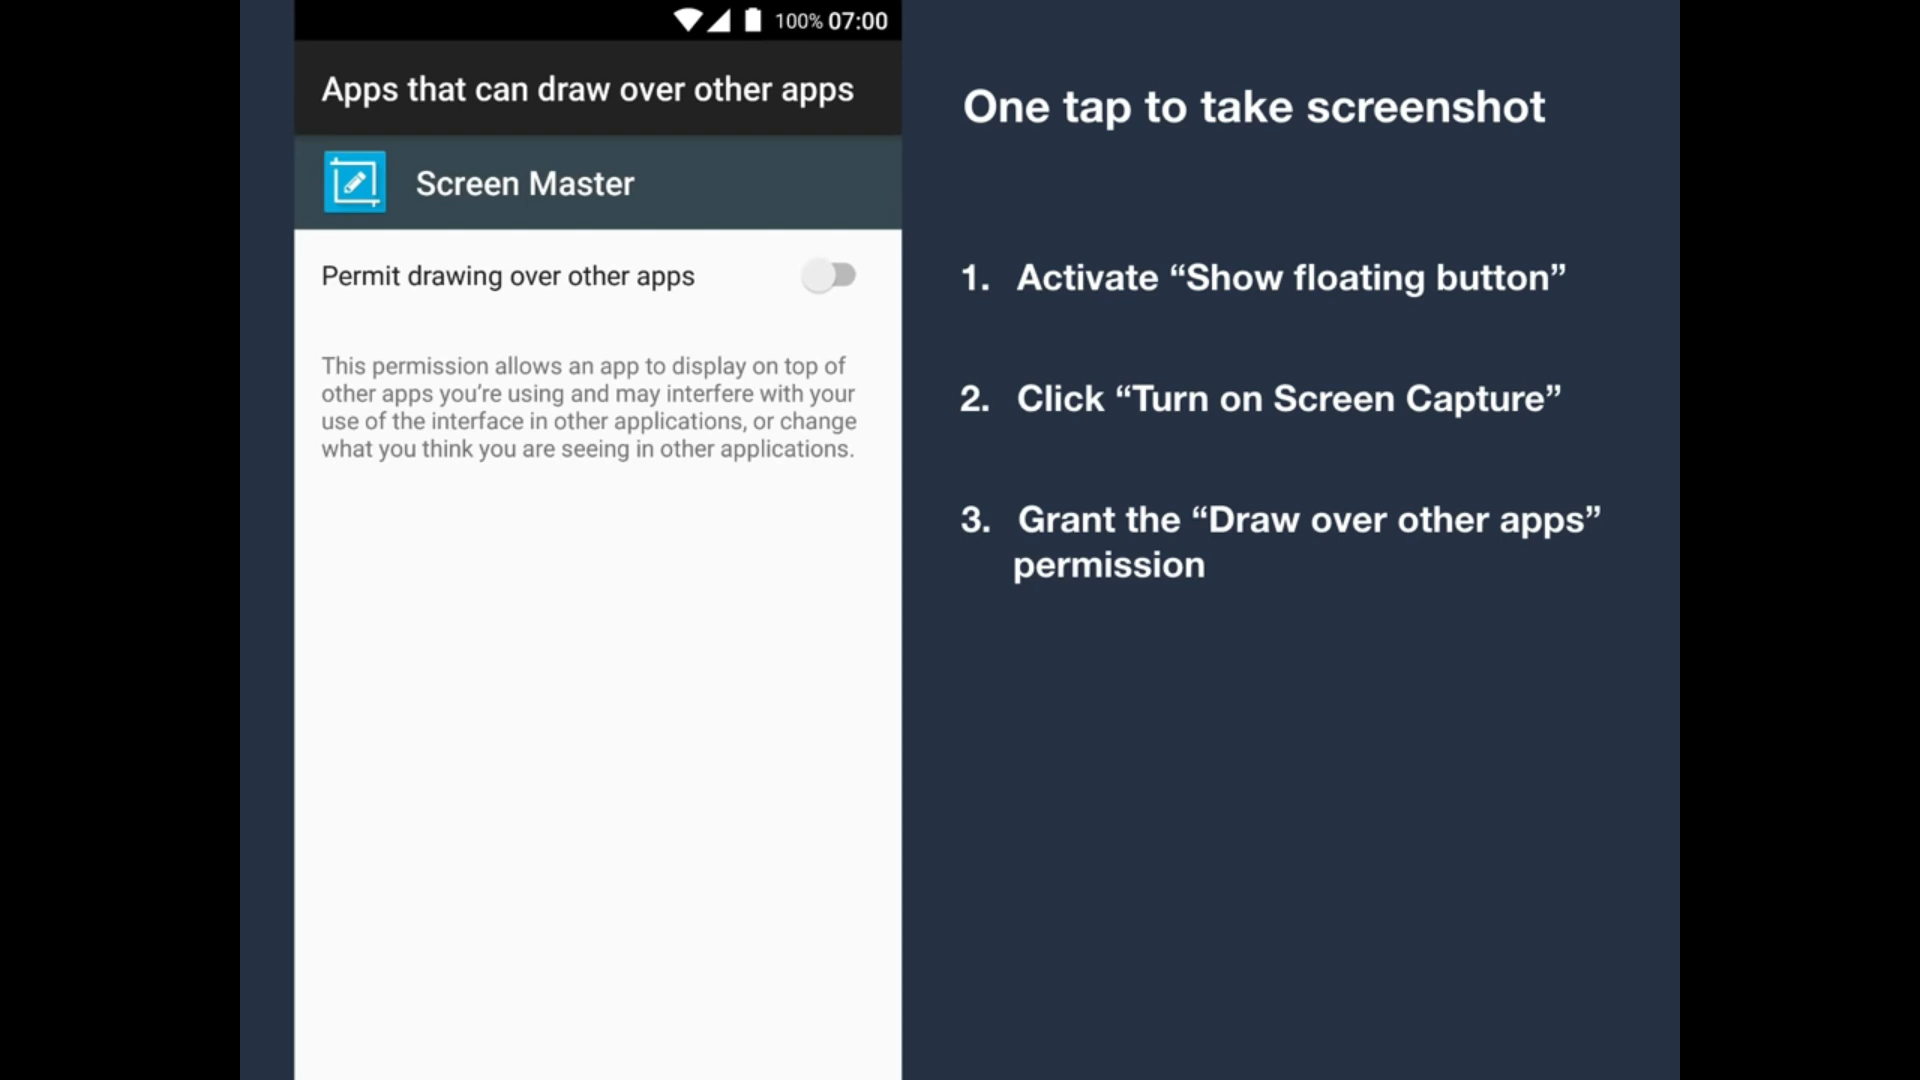 100% 07:00
Apps that can draw over other apps
Screen Master
Permit drawing over other apps
This permission allows an app to display on top of
other apps you’re using and may interfere with your
use of the interface in other applications, or change
what you think you are seeing in other applications.
One tap to take screenshot
1. Activate “Show floating button”
2. Click “Turn on Screen Capture”
3. Grant the “Draw over other apps”
permission